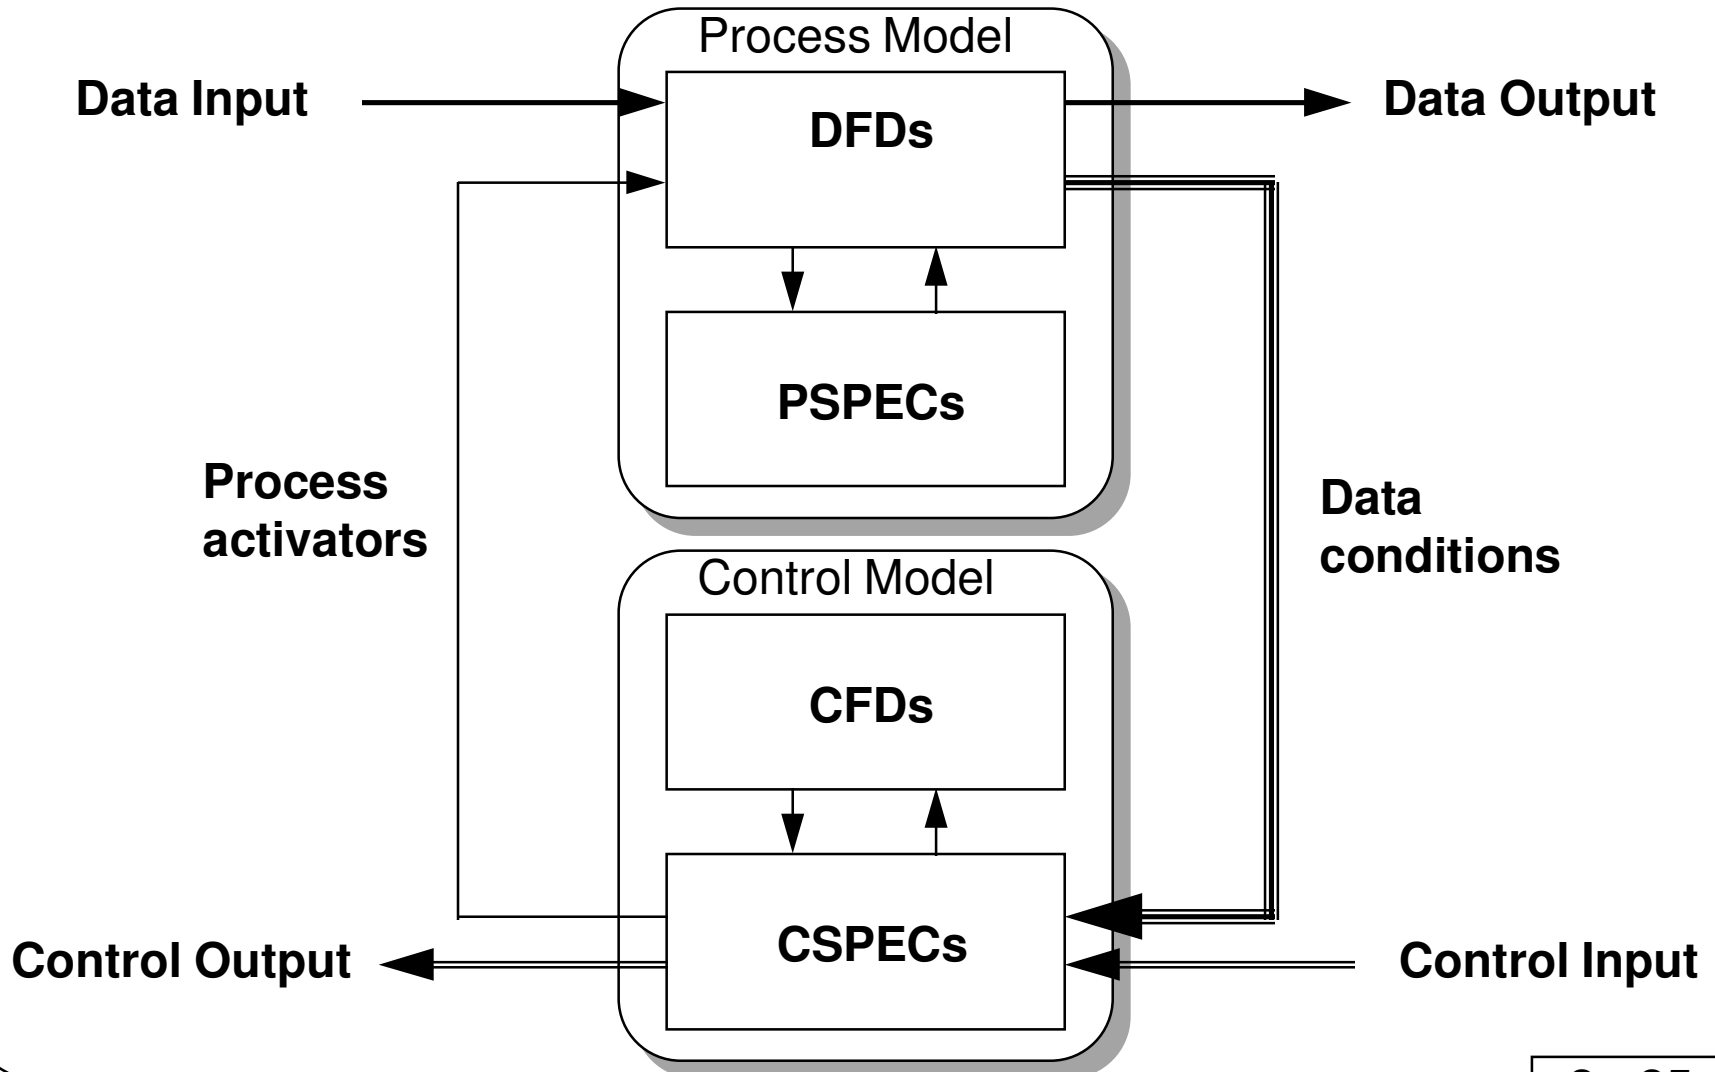 Process Model
Data Input
DFDs
Data Output
PSPECs
Process
activators
Data
conditions
Control Model
CFDs
CSPECs
Control Output
Control Input